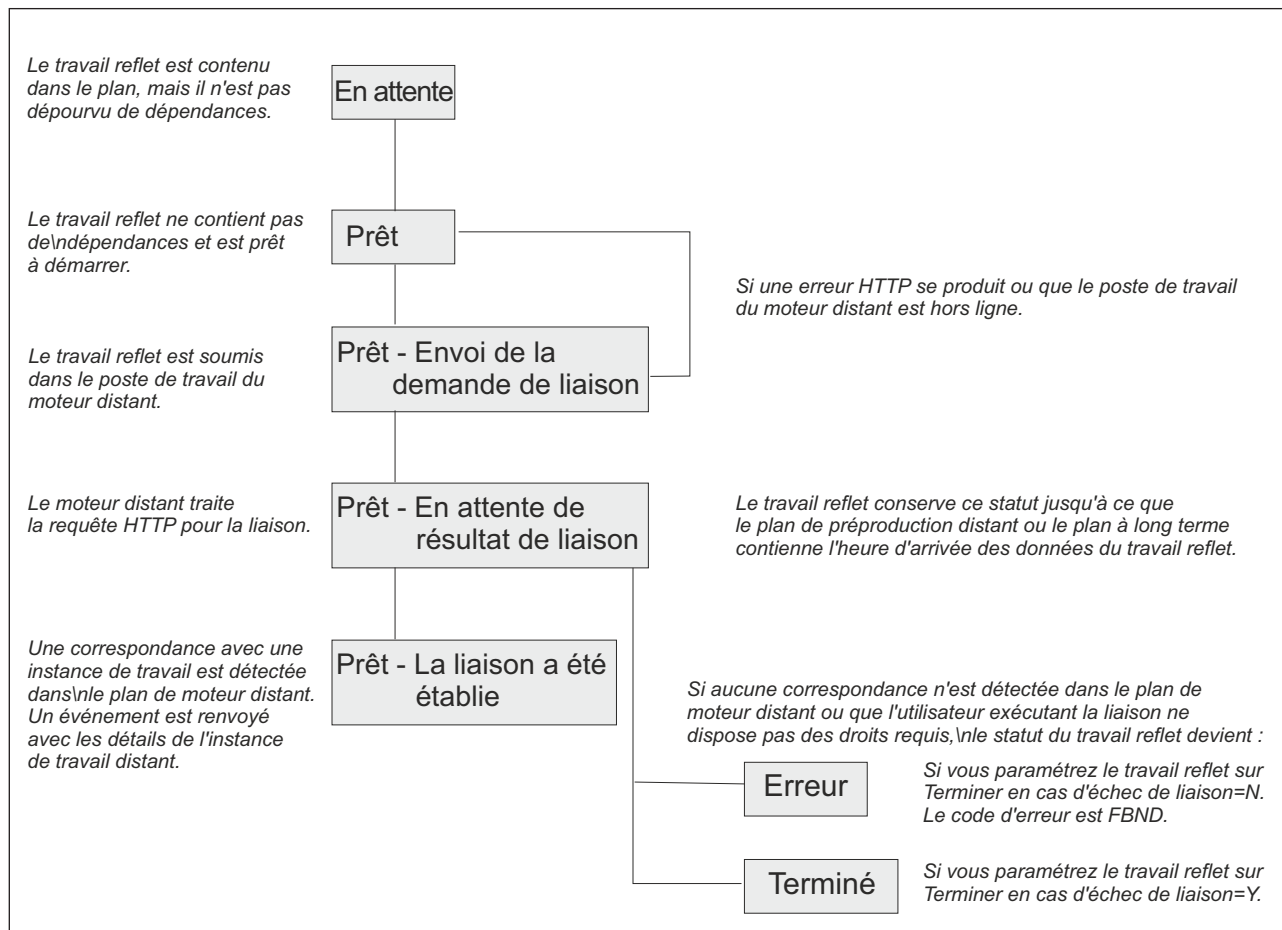 Le travail reflet est contenu
dans le plan, mais il n'est pas
dépourvu de dépendances.
En attente
Le travail reflet ne contient pas
de\ndépendances et est prêt
à démarrer.
Prêt
Si une erreur HTTP se produit ou que le poste de travail
du moteur distant est hors ligne.
Le travail reflet est soumis
dans le poste de travail du
moteur distant.
Prêt - Envoi de la
demande de liaison
Le moteur distant traite
la requête HTTP pour la liaison.
Prêt - En attente de
résultat de liaison
Le travail reflet conserve ce statut jusqu'à ce que
le plan de préproduction distant ou le plan à long terme
contienne l'heure d'arrivée des données du travail reflet.
Une correspondance avec une
instance de travail est détectée
dans\nle plan de moteur distant.
Un événement est renvoyé
avec les détails de l'instance
de travail distant.
Prêt - La liaison a été
établie
Si aucune correspondance n'est détectée dans le plan de
moteur distant ou que l'utilisateur exécutant la liaison ne
dispose pas des droits requis,\nle statut du travail reflet devient :
Erreur
Si vous paramétrez le travail reflet sur
Terminer en cas d'échec de liaison=N.
Le code d'erreur est FBND.
Terminé
Si vous paramétrez le travail reflet sur
Terminer en cas d'échec de liaison=Y.